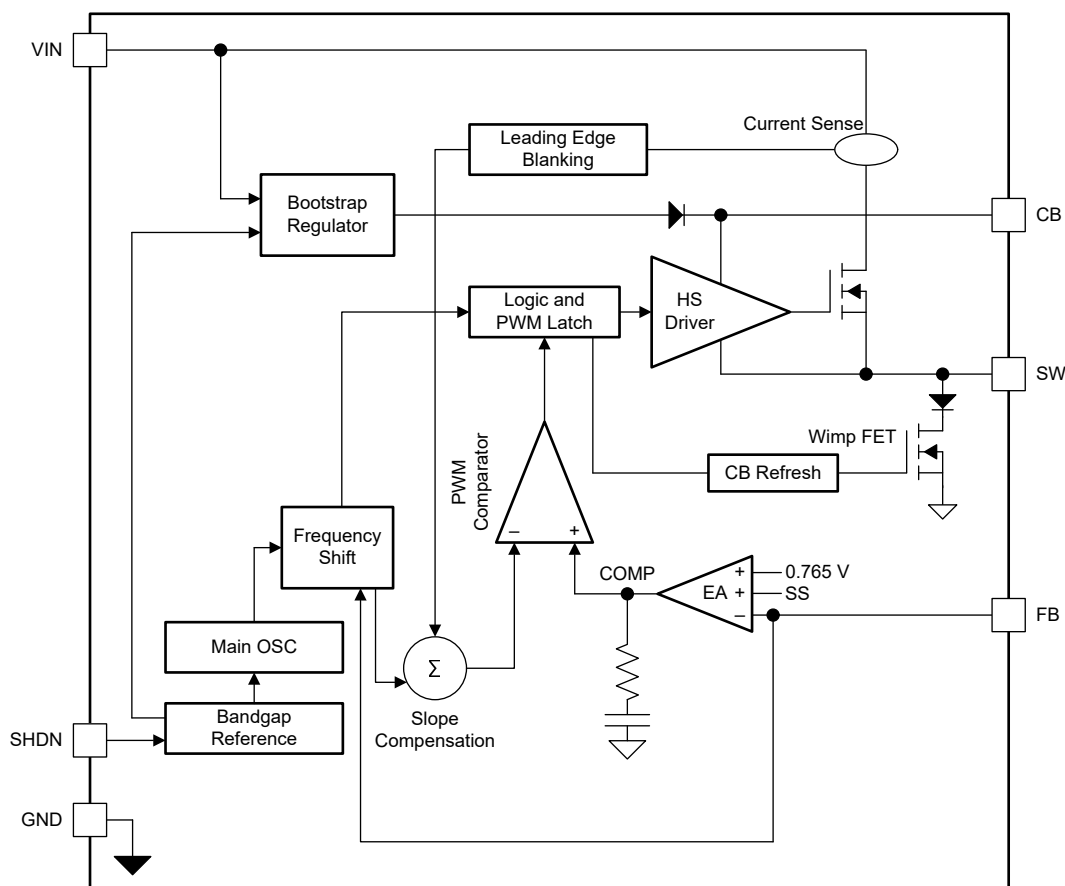 VIN
Current Sense
Leading Edge
Blanking
Bootstrap
Regulator
CB
Logic and
PWM Latch
HS
Driver
SW
Wimp FET
CB Refresh
PWM
Comparator
–
+
Frequency
Shift
COMP
EA
+
+
–
0.765 V
SS
FB
Main OSC
Σ
Slope
Compensation
Bandgap
Reference
SHDN
GND